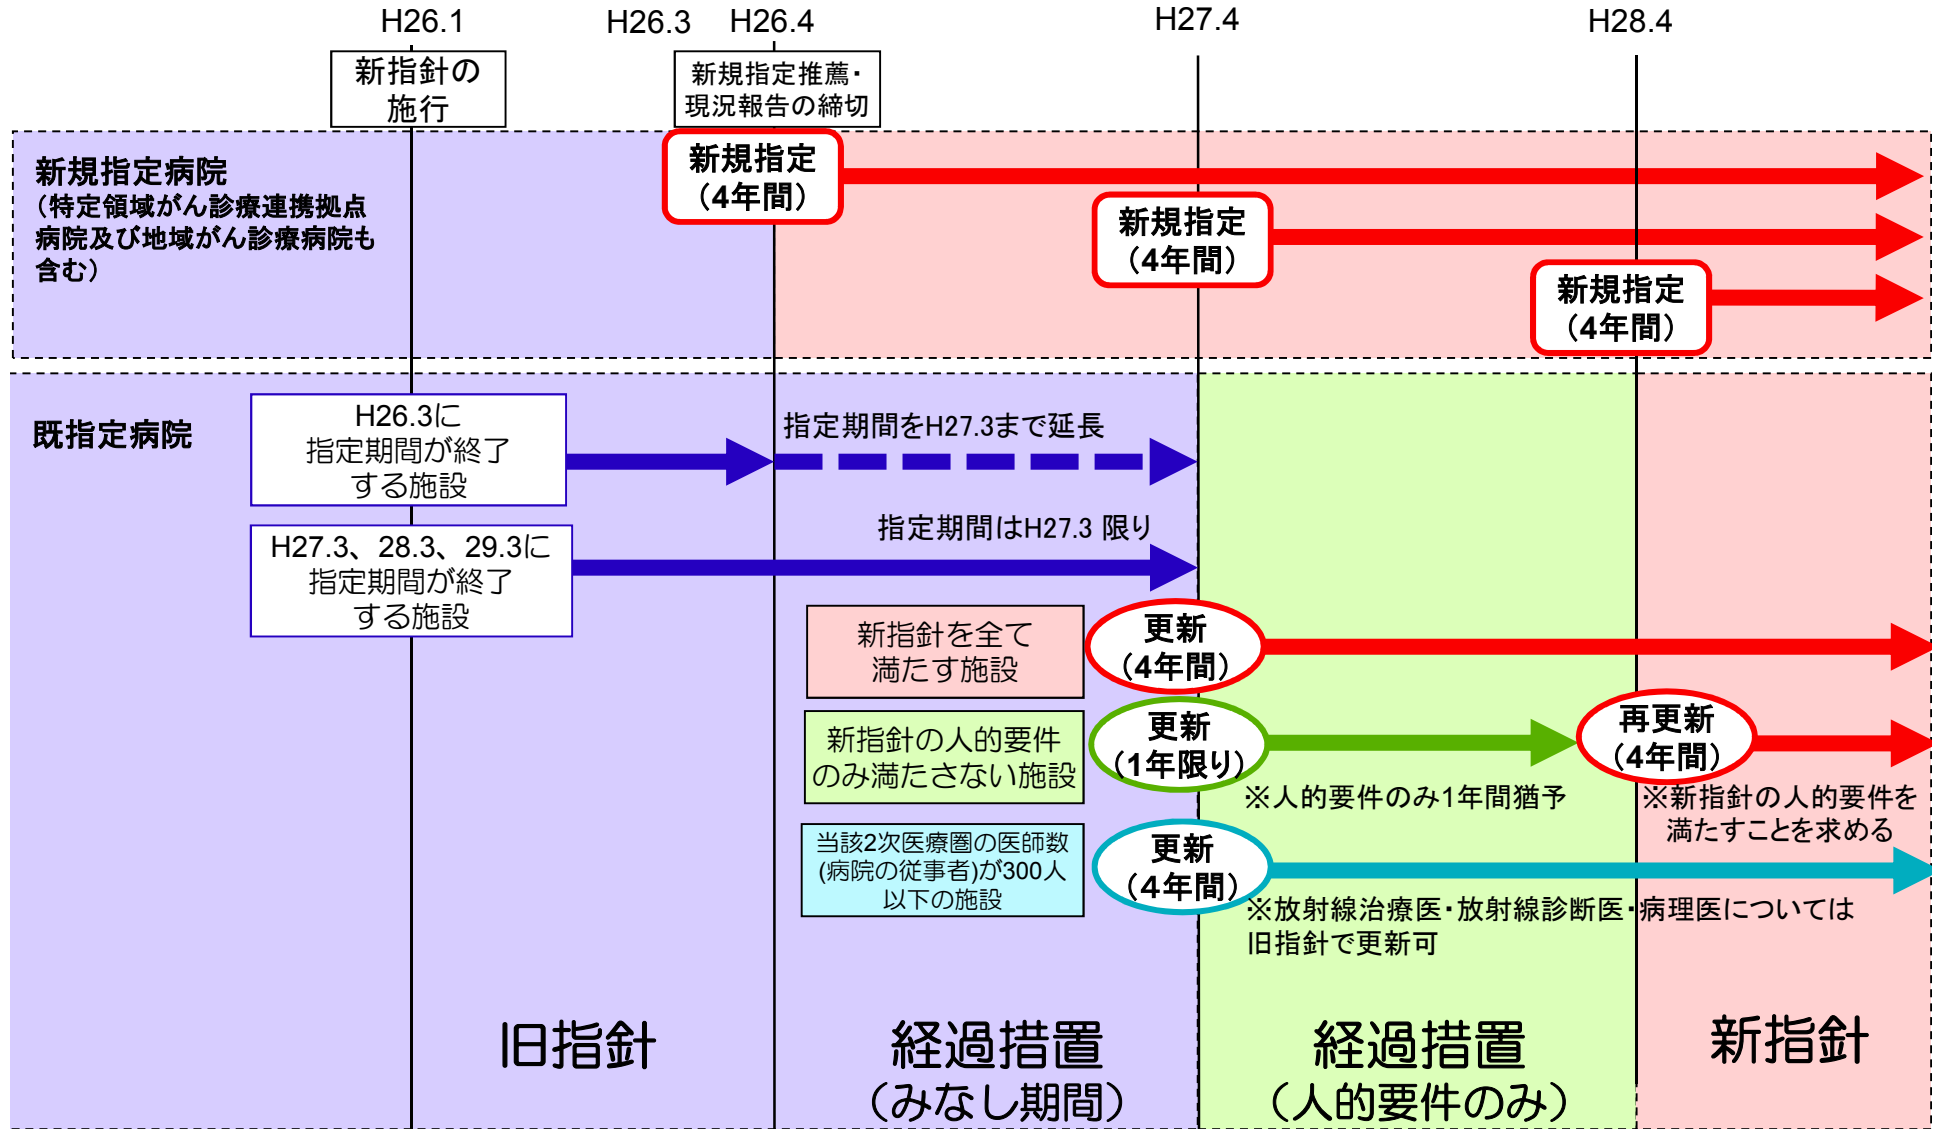 H26.1
H26.3
H26.4
H27.4
H28.4
新指針の
施行
新規指定推薦・
現況報告の締切
新規指定病院
（特定領域がん診療連携拠点
病院及び地域がん診療病院も
含む）
新規指定
（4年間）
新規指定
（4年間）
新規指定
（4年間）
既指定病院
H26.3に
指定期間が終了
する施設
指定期間をH27.3まで延長
H27.3、28.3、29.3に
指定期間が終了
する施設
指定期間はH27.3 限り
新指針を全て
満たす施設
更新
（4年間）
新指針の人的要件
のみ満たさない施設
更新
（1年限り）
※人的要件のみ1年間猶予
再更新
（4年間）
※新指針の人的要件を
満たすことを求める
当該2次医療圏の医師数
(病院の従事者)が300人
以下の施設
更新
（4年間）
※放射線治療医・放射線診断医・病理医については
旧指針で更新可
旧指針
経過措置
（みなし期間）
経過措置
（人的要件のみ）
新指針